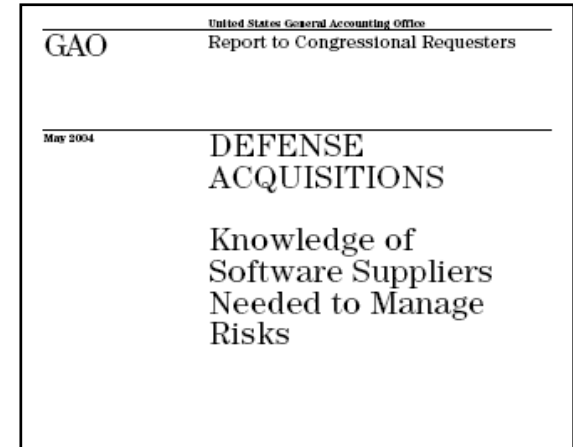 United States General Accounting Office
GAO
Report to Congressional Requesters
May 2004
DEFENSE
ACQUISITIONS
Knowledge of
Software Suppliers
Needed to Manage
Risks